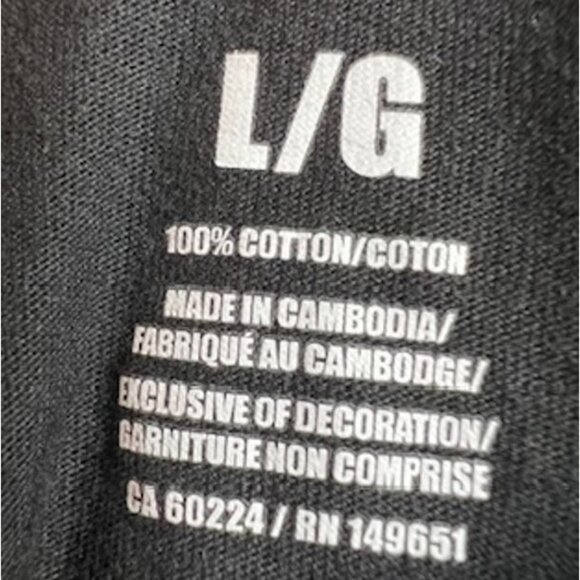 L/G
100% COTTON/COTON
MADE IN CAMBODIA/
FABRIQUÉ AU CAMBODGE/
EXCLUSIVE OF DECORATION/
GARNITURE NON COMPRISE
CA 60224 / RN 149651